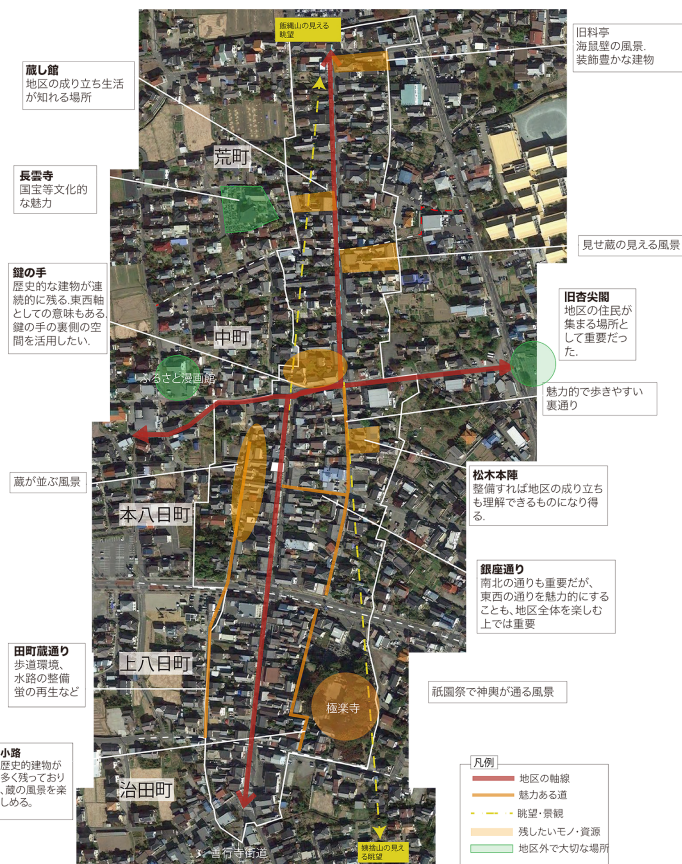 飯縄山の見える
眺望
旧料亭
海鼠壁の風景.
装飾豊かな建物
蔵し館
地区の成り立ち生活
が知れる場所
荒町
長雲寺
国宝等文化的
な魅力
見せ蔵の見える風景
鍵の手
歴史的な建物が連
続的に残る.東西軸
としての意味もある.
鍵の手の裏側の空
間を活用したい.
旧杏尖閣
地区の住民が
集まる場所と
して重要だっ
た.
中町
ふるさと漫画館
魅力的で歩きやすい
裏通り
蔵が並ぶ風景
松木本陣
整備すれば地区の成り立ち
も理解できるものになり得
る.
本八日町
銀座通り
南北の通りも重要だが、
東西の通りを魅力的にする
ことも、地区全体を楽しむ
上では重要
田町蔵通り
歩道環境、
水路の整備
蛍の再生など
上八日町
祇園祭で神輿が通る風景
極楽寺
小路
歴史的建物が
多く残っており
、蔵の風景を楽
しめる。
治田町
善行寺街道
姨捨山の見え
る眺望
凡例
地区の軸線
魅力ある道
眺望・景観
残したいモノ・資源
地区外で大切な場所